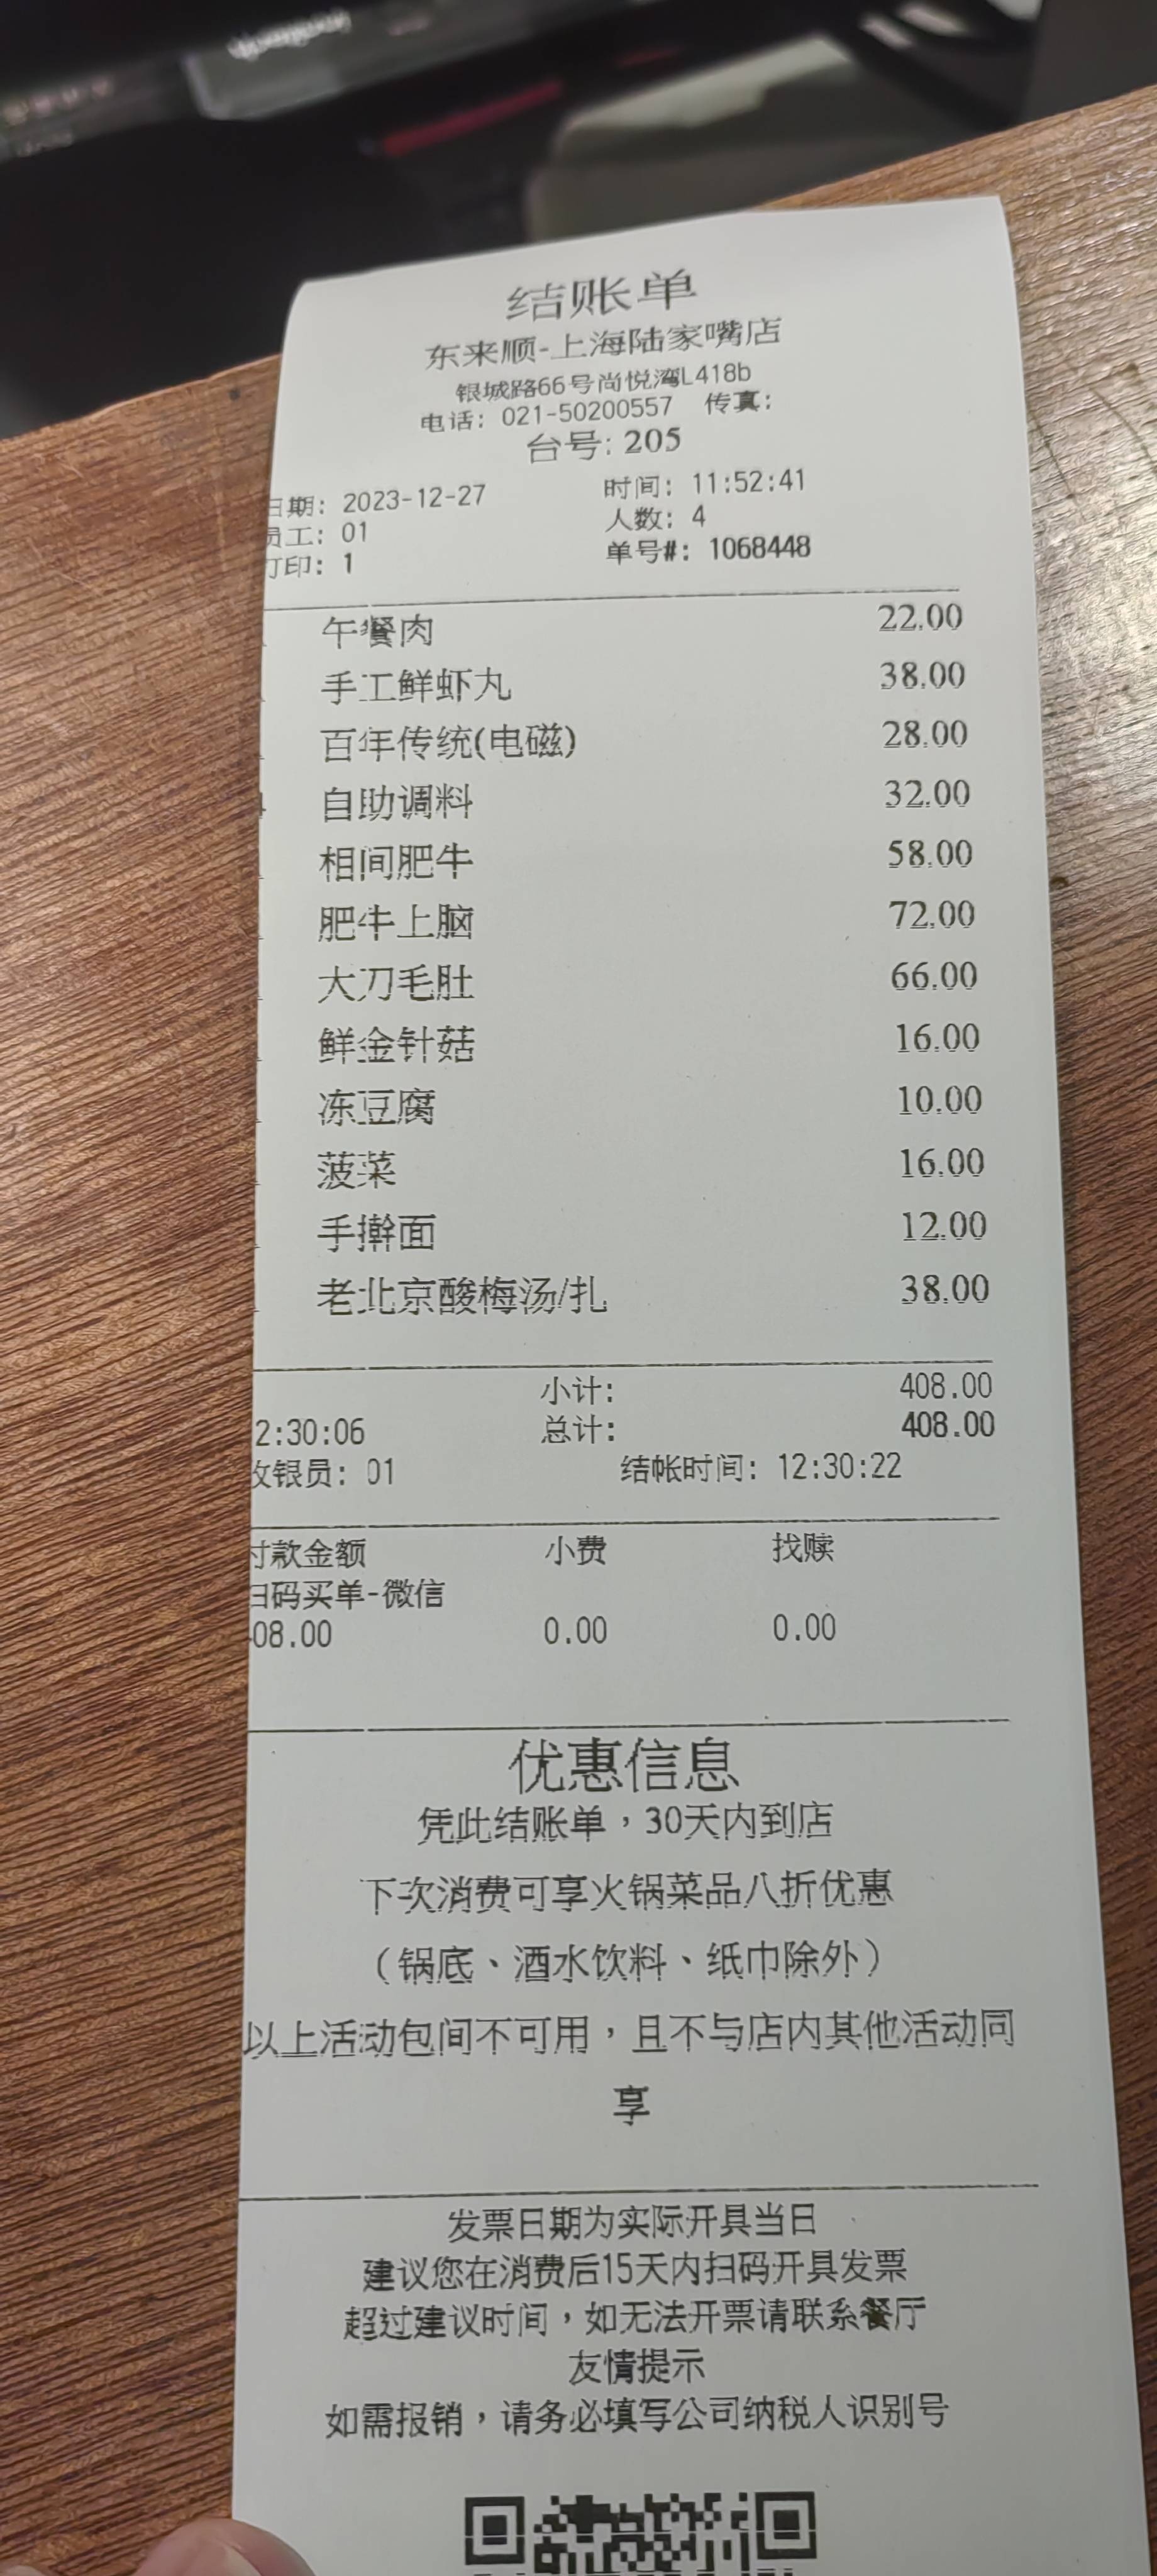 结账单
东来顺-上海陆家嘴店
银城路66号尚悦湾L418b
电话: 021-50200557 传真:
台号: 205
日期: 2023-12-27 时间: 11:52:41
员工: 01 人数: 4
打印: 1 单号#: 1068448
午餐肉 22.00
手工鲜虾丸 38.00
百年传统(电磁) 28.00
自助调料 32.00
相间肥牛 58.00
肥牛上脑 72.00
大刀毛肚 66.00
鲜金针菇 16.00
冻豆腐 10.00
菠菜 16.00
手擀面 12.00
老北京酸梅汤/扎 38.00
小计: 408.00
2:30:06 总计: 408.00
收银员: 01 结帐时间: 12:30:22
付款金额 小费 找赎
扫码买单-微信
08.00 0.00 0.00
优惠信息
凭此结账单，30天内到店
下次消费可享火锅菜品八折优惠
（锅底、酒水饮料、纸巾除外）
以上活动包间不可用，且不与店内其他活动同
享
发票日期为实际开具当日
建议您在消费后15天内扫码开具发票
超过建议时间，如无法开票请联系餐厅
友情提示
如需报销，请务必填写公司纳税人识别号